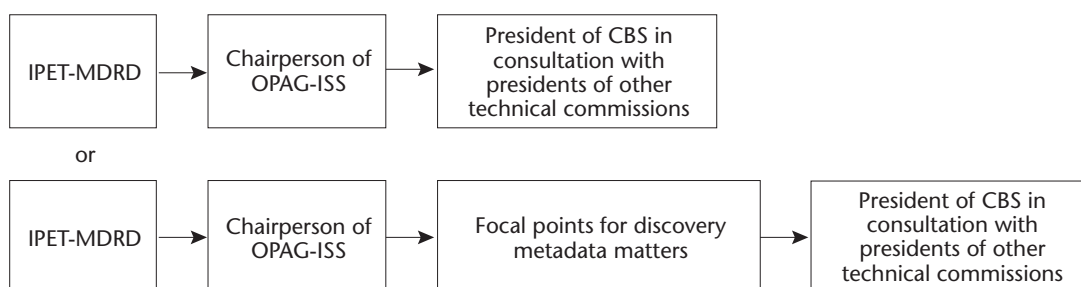 IPET-MDRD
Chairperson of
OPAG-ISS
President of CBS in
consultation with
presidents of other
technical commissions
or
IPET-MDRD
Chairperson of
OPAG-ISS
Focal points for discovery
metadata matters
President of CBS in
consultation with
presidents of other
technical commissions